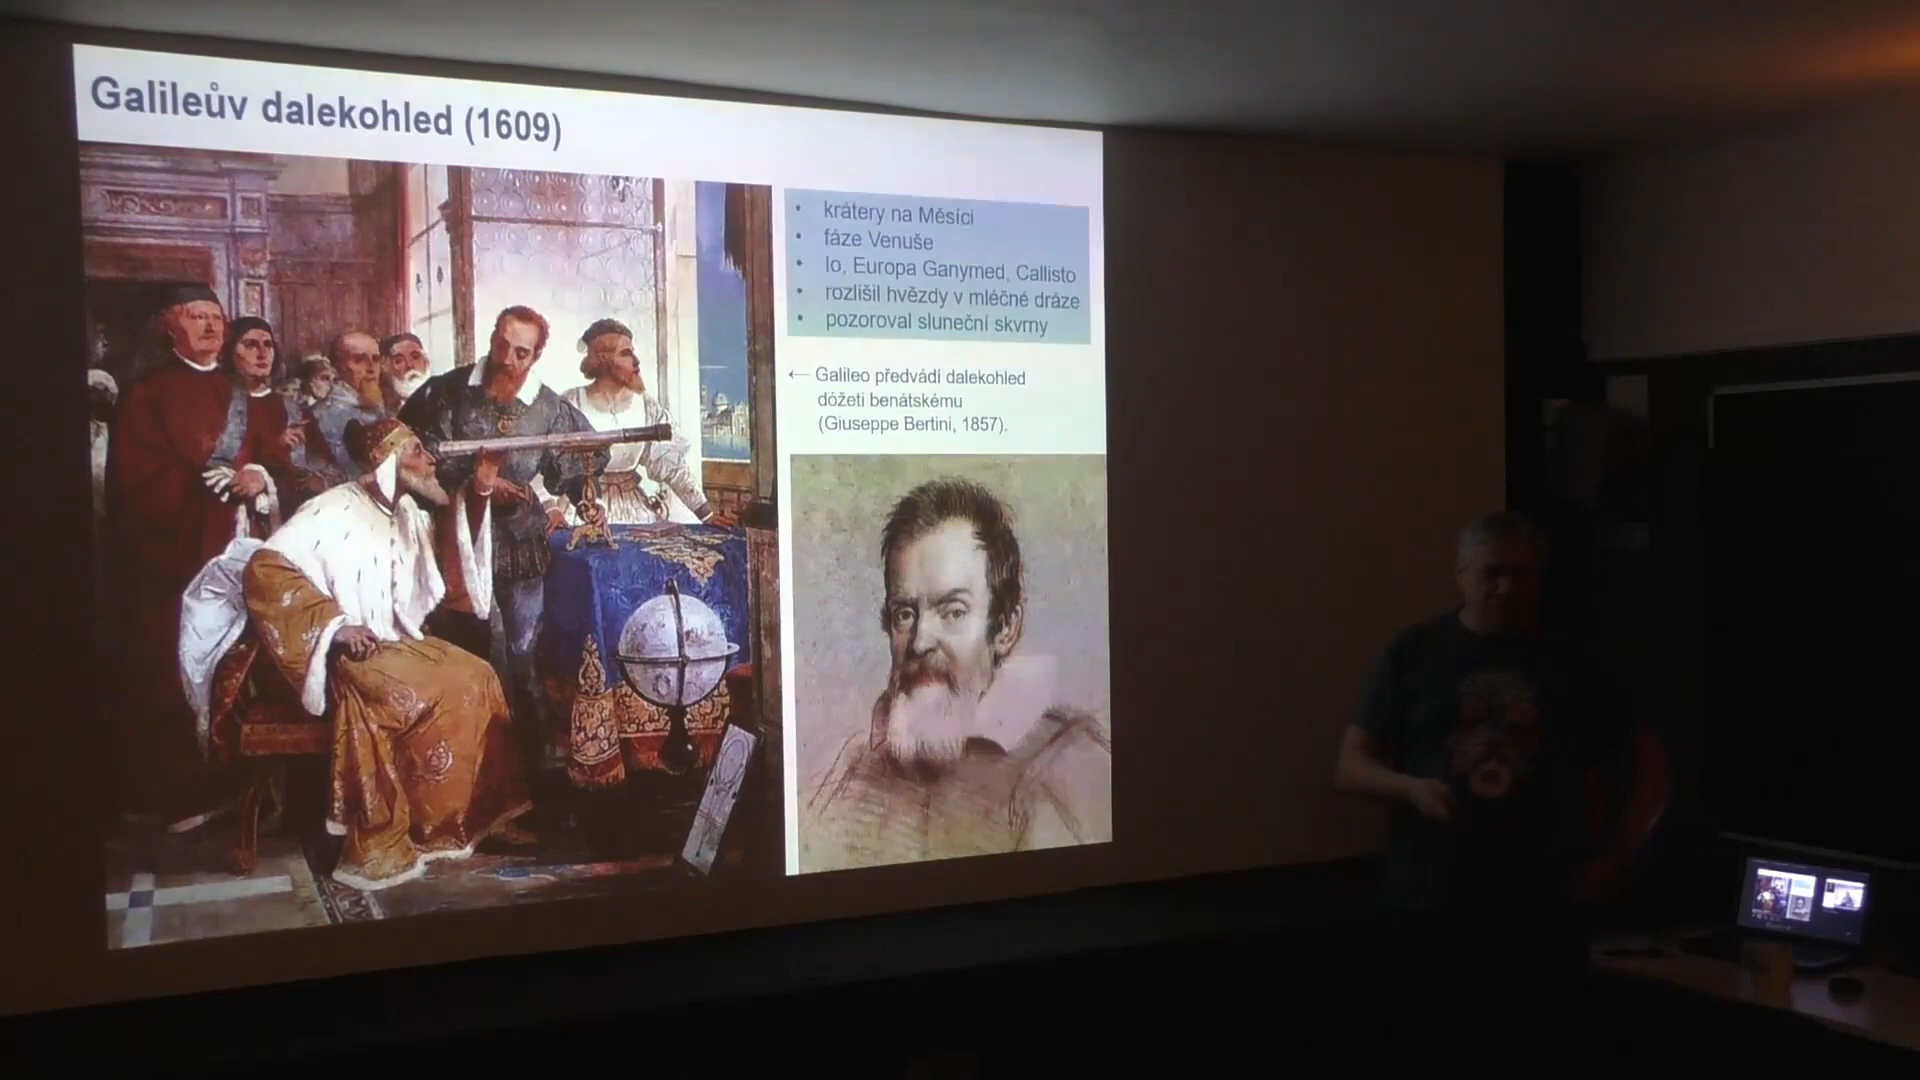 Galileův dalekohled (1609)
• krátery na Měsíci
• fáze Venuše
• Io, Europa Ganymed, Callisto
• rozlišil hvězdy v mléčné dráze
• pozoroval sluneční skvrny
← Galileo předvádí dalekohled
dóžeti benátskému
(Giuseppe Bertini, 1857).